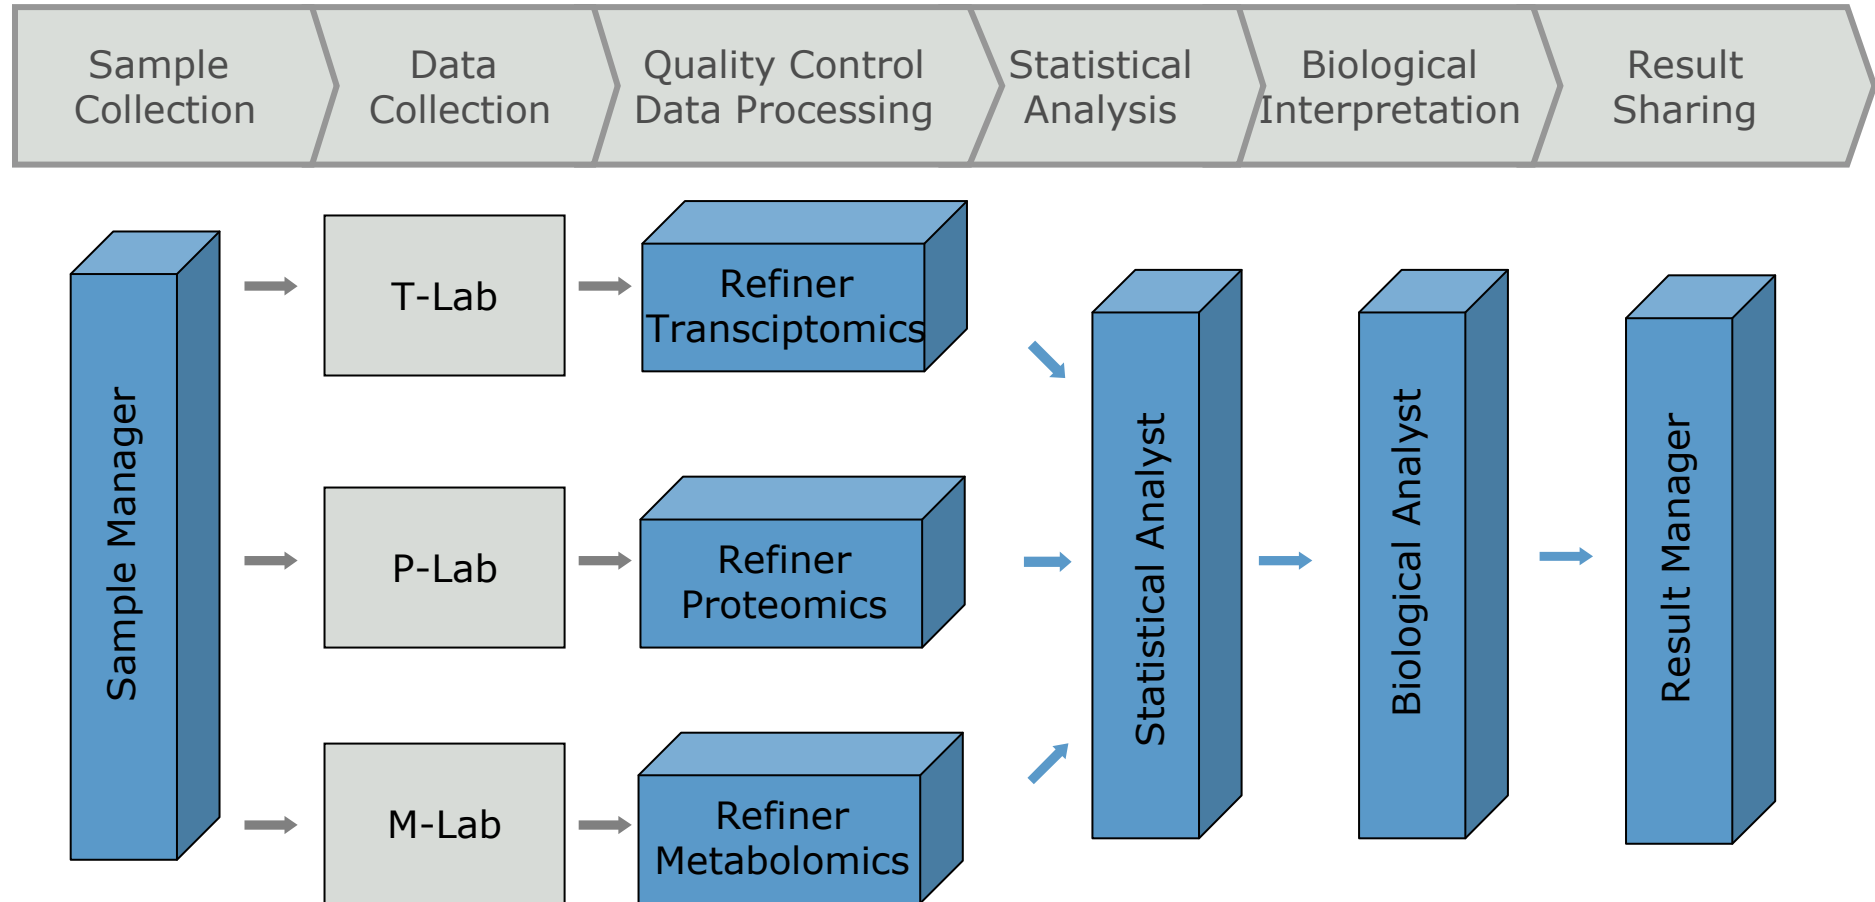 Sample
Collection
Data
Collection
Quality Control
Data Processing
Statistical
Analysis
Biological
Interpretation
Result
Sharing
Sample Manager
T-Lab
Refiner
Transciptomics
P-Lab
Refiner
Proteomics
M-Lab
Refiner
Metabolomics
Statistical Analyst
Biological Analyst
Result Manager